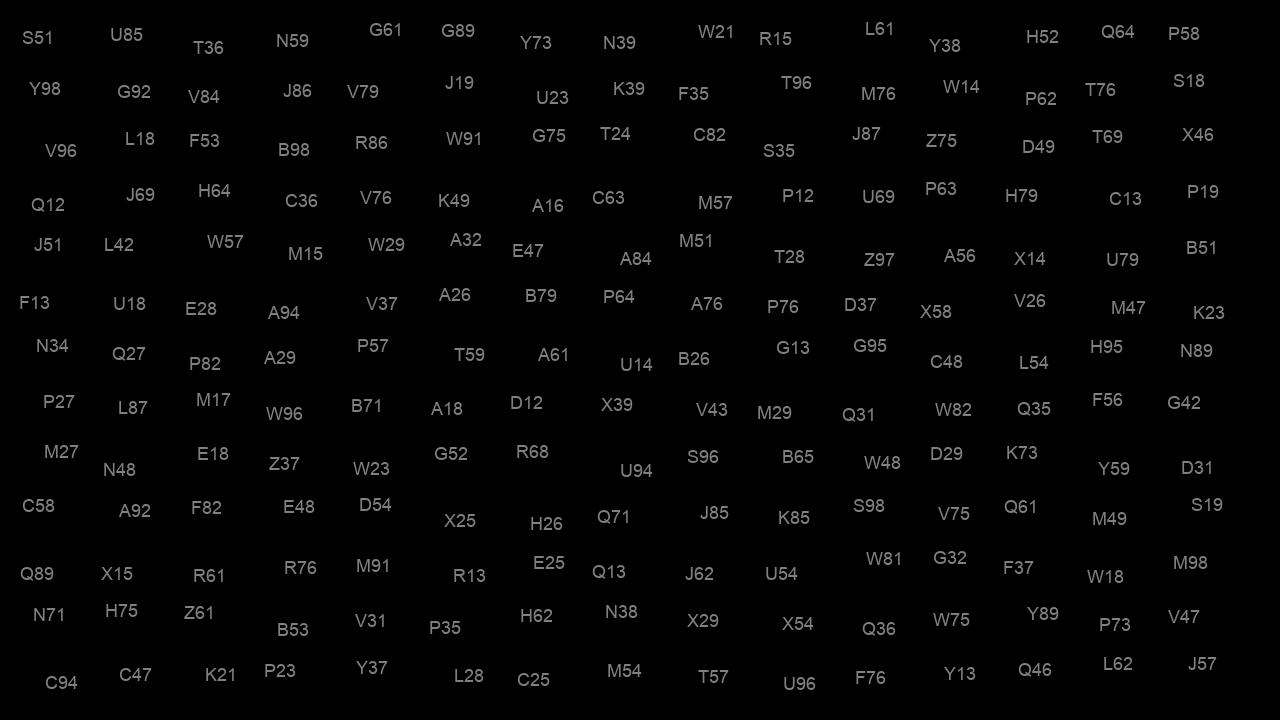 S51 U85 T36 N59 G61 G89 Y73 N39 W21 R15 L61 Y38 H52 Q64 P58
Y98 G92 V84 J86 V79 J19 U23 K39 F35 T96 M76 W14 P62 T76 S18
V96 L18 F53 B98 R86 W91 G75 T24 C82 S35 J87 Z75 D49 T69 X46
Q12 J69 H64 C36 V76 K49 A16 C63 M57 P12 U69 P63 H79 C13 P19
J51 L42 W57 M15 W29 A32 E47 A84 M51 T28 Z97 A56 X14 U79 B51
F13 U18 E28 A94 V37 A26 B79 P64 A76 P76 D37 X58 V26 M47 K23
N34 Q27 P82 A29 P57 T59 A61 U14 B26 G13 G95 C48 L54 H95 N89
P27 L87 M17 W96 B71 A18 D12 X39 V43 M29 Q31 W82 Q35 F56 G42
M27 N48 E18 Z37 W23 G52 R68 U94 S96 B65 W48 D29 K73 Y59 D31
C58 A92 F82 E48 D54 X25 H26 Q71 J85 K85 S98 V75 Q61 M49 S19
Q89 X15 R61 R76 M91 R13 E25 Q13 J62 U54 W81 G32 F37 W18 M98
N71 H75 Z61 B53 V31 P35 H62 N38 X29 X54 Q36 W75 Y89 P73 V47
C94 C47 K21 P23 Y37 L28 C25 M54 T57 U96 F76 Y13 Q46 L62 J57